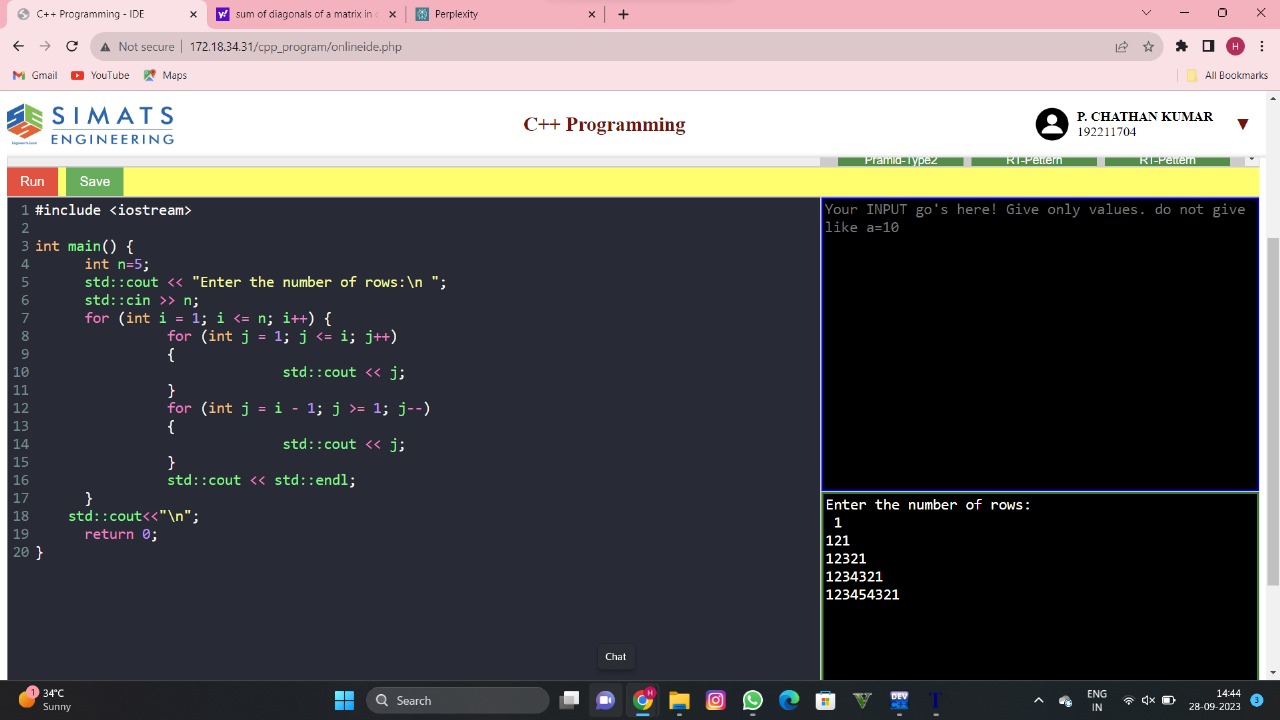 C++ Programming - IDE
sum of diagonals of a matrix in c
Perplexity
Not secure | 172.18.34.31/cpp_program/onlineide.php
H
Gmail
YouTube
Maps
All Bookmarks
SIMATS
ENGINEERING
C++ Programming
P. CHATHAN KUMAR
192211704
Pramid-Type2
RT-Pettern
RT-Pettern
Run
Save
1 #include <iostream>
2
3 int main() {
4 int n=5;
5 std::cout << "Enter the number of rows:\n ";
6 std::cin >> n;
7 for (int i = 1; i <= n; i++) {
8 for (int j = 1; j <= i; j++)
9 {
10 std::cout << j;
11 }
12 for (int j = i - 1; j >= 1; j--)
13 {
14 std::cout << j;
15 }
16 std::cout << std::endl;
17 }
18 std::cout<<"\n";
19 return 0;
20 }
Your INPUT go's here! Give only values. do not give
like a=10
Enter the number of rows:
1
121
12321
1234321
123454321
Chat
1
34°C
Sunny
Search
H
DEV
T
ENG
IN
14:44
28-09-2023
3